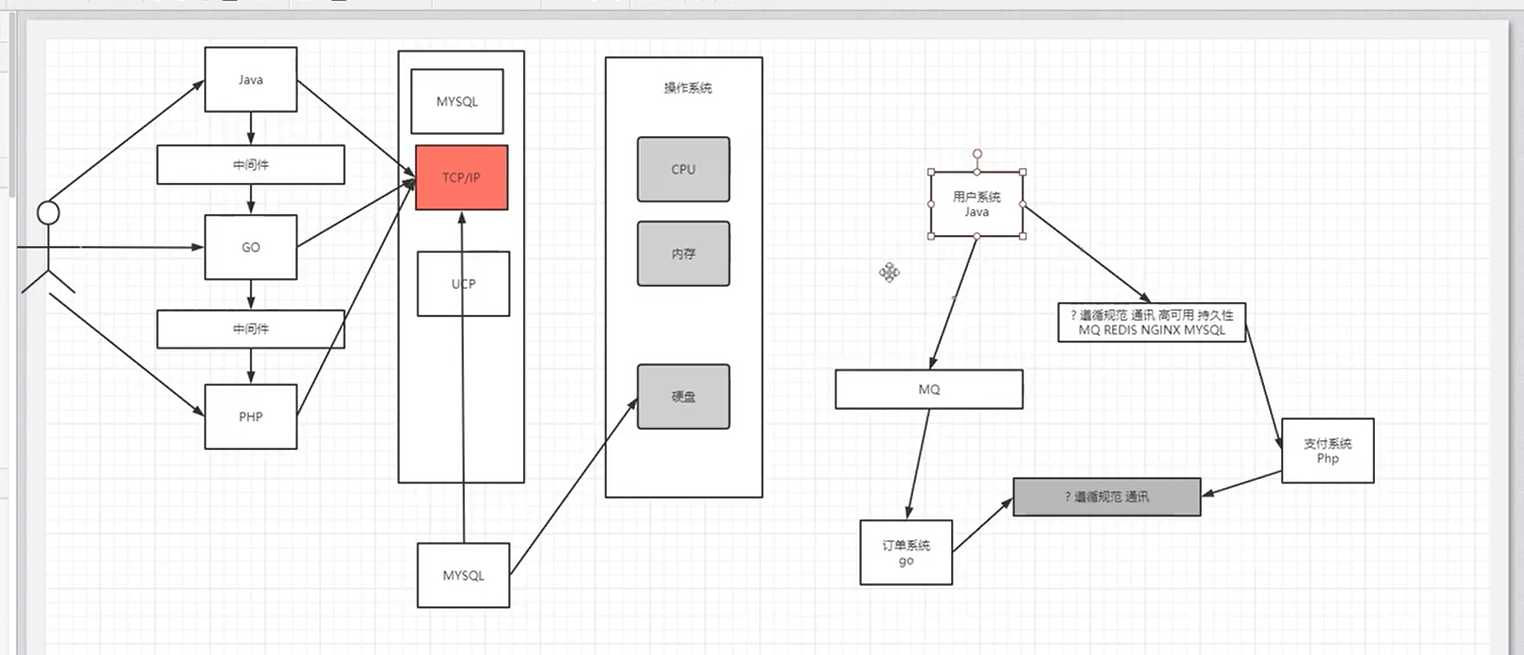 Java
中间件
GO
中间件
PHP
MYSQL
TCP/IP
UCP
MYSQL
操作系统
CPU
内存
硬盘
用户系统
Java
? 遵循规范 通讯 高可用 持久性
MQ REDIS NGINX MYSQL
MQ
支付系统
Php
? 遵循规范 通讯
订单系统
go